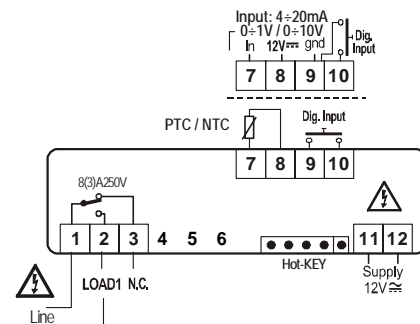 Input: 4÷20mA
0÷1V / 0÷10V
In 12V⎓ gnd
Dig. Input
7 8 9 10
PTC / NTC
Dig. Input
7 8 9 10
8(3)A250V
1 2 3 4 5 6
11 12
Hot-KEY
LOAD1 N.C.
Supply
12V≂
Line